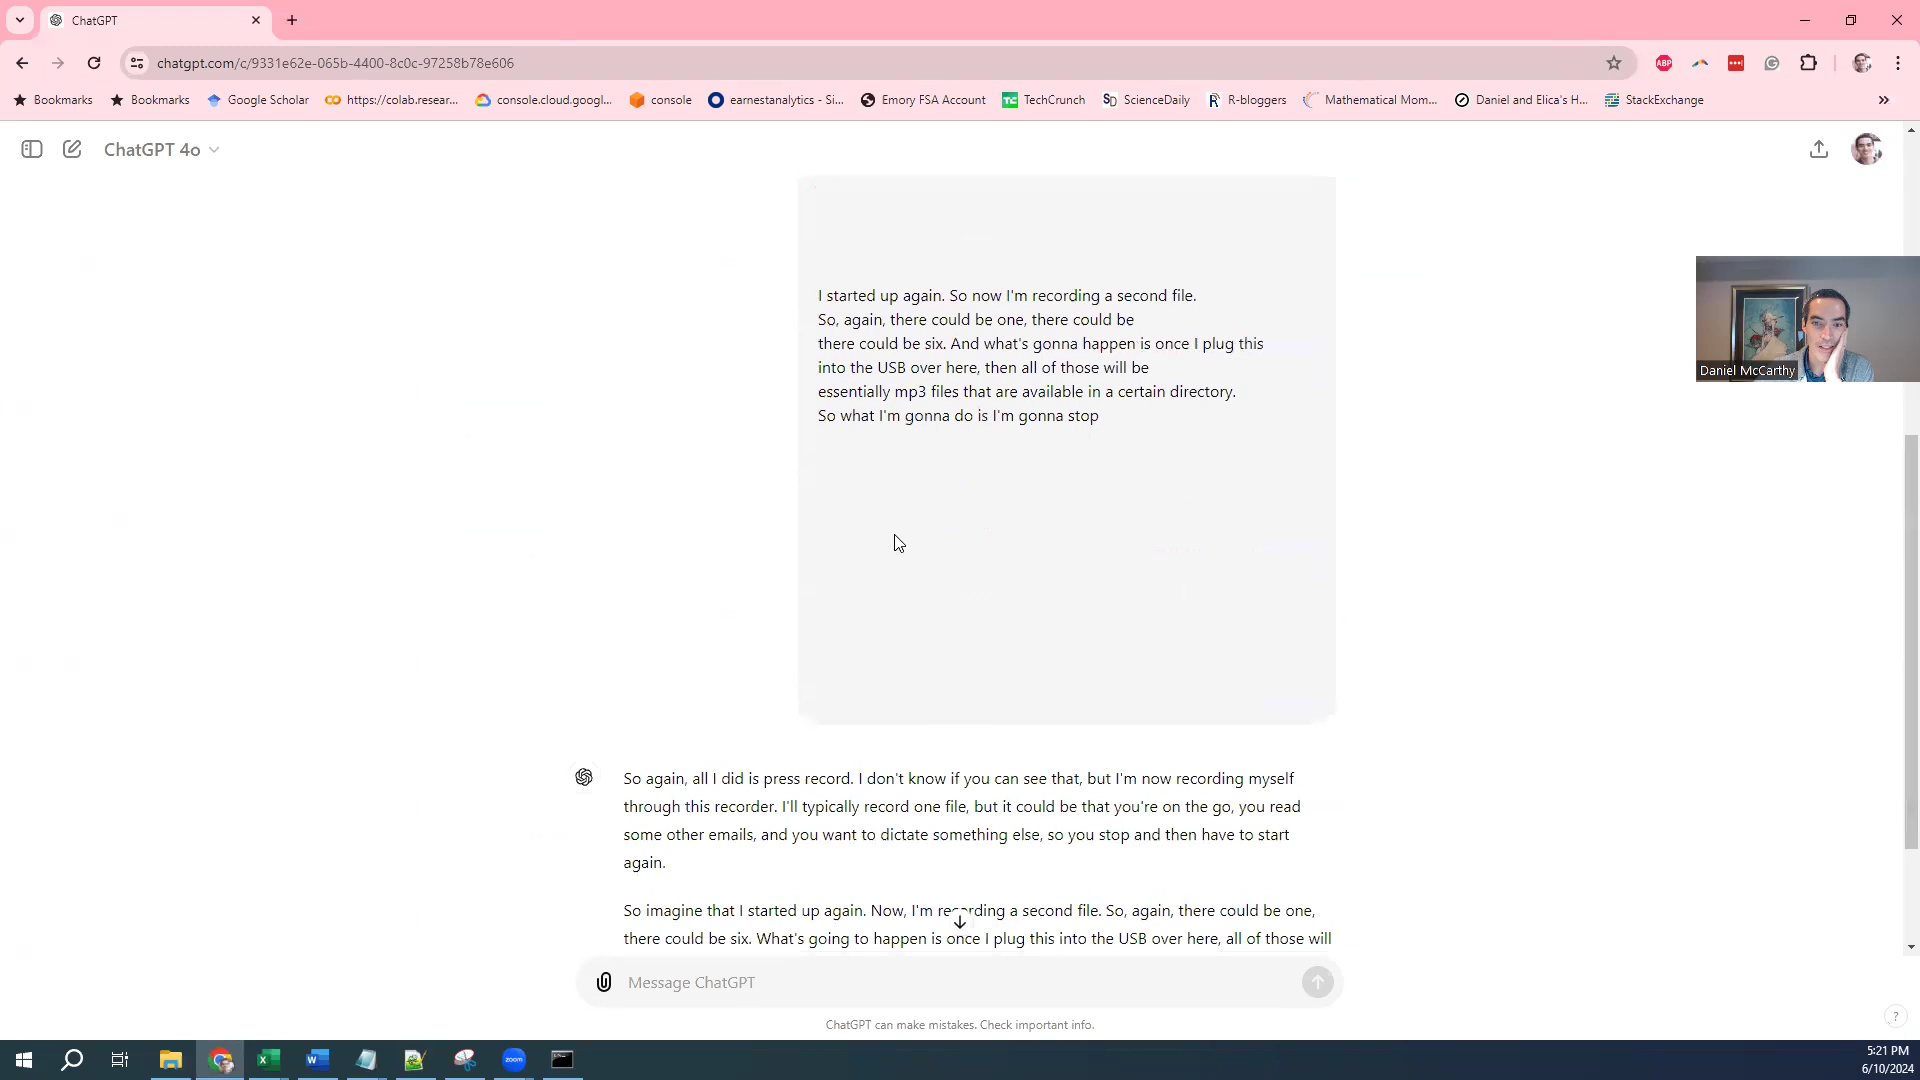 ChatGPT
chatgpt.com/c/9331e62e-065b-4400-8c0c-97258b78e606
ABP
Bookmarks
Bookmarks
Google Scholar
https://colab.resear...
console.cloud.googl...
console
earnestanalytics - Si...
Emory FSA Account
TechCrunch
ScienceDaily
R-bloggers
Mathematical Mom...
Daniel and Elica's H...
StackExchange
ChatGPT 4o
I started up again. So now I'm recording a second file.
So, again, there could be one, there could be
there could be six. And what's gonna happen is once I plug this
into the USB over here, then all of those will be
essentially mp3 files that are available in a certain directory.
So what I'm gonna do is I'm gonna stop
Daniel McCarthy
So again, all I did is press record. I don't know if you can see that, but I'm now recording myself
through this recorder. I'll typically record one file, but it could be that you're on the go, you read
some other emails, and you want to dictate something else, so you stop and then have to start
again.
So imagine that I started up again. Now, I'm recording a second file. So, again, there could be one,
there could be six. What's going to happen is once I plug this into the USB over here, all of those will
Message ChatGPT
ChatGPT can make mistakes. Check important info.
?
zoom
5:21 PM
6/10/2024